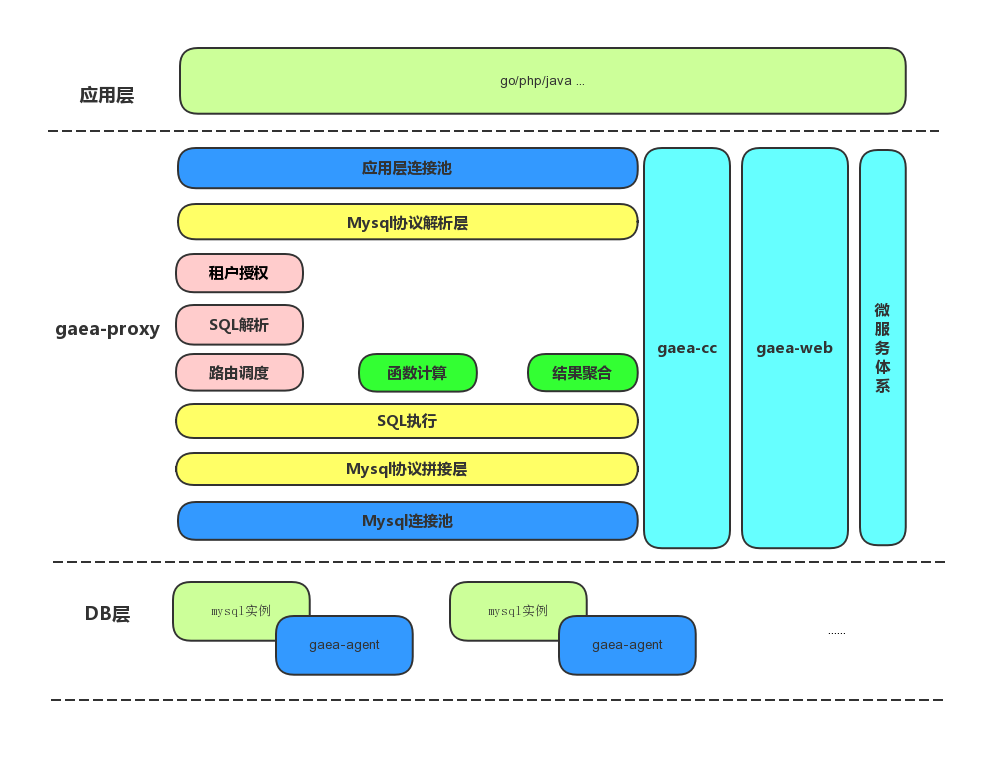 应用层
go/php/java ...
gaea-proxy
应用层连接池
Mysql协议解析层
租户授权
SQL解析
路由调度
函数计算
结果聚合
SQL执行
Mysql协议拼接层
Mysql连接池
gaea-cc
gaea-web
微
服
务
体
系
DB层
mysql实例
gaea-agent
mysql实例
gaea-agent
......